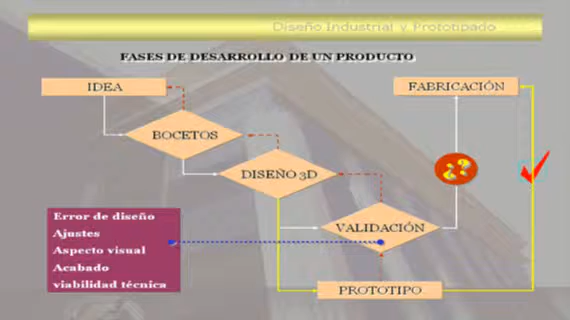 Diseño Industrial y Prototipado
FASES DE DESARROLLO DE UN PRODUCTO
IDEA
FABRICACIÓN
BOCETOS
¿?
DISEÑO 3D
Error de diseño
Ajustes
Aspecto visual
Acabado
viabilidad técnica
VALIDACIÓN
PROTOTIPO